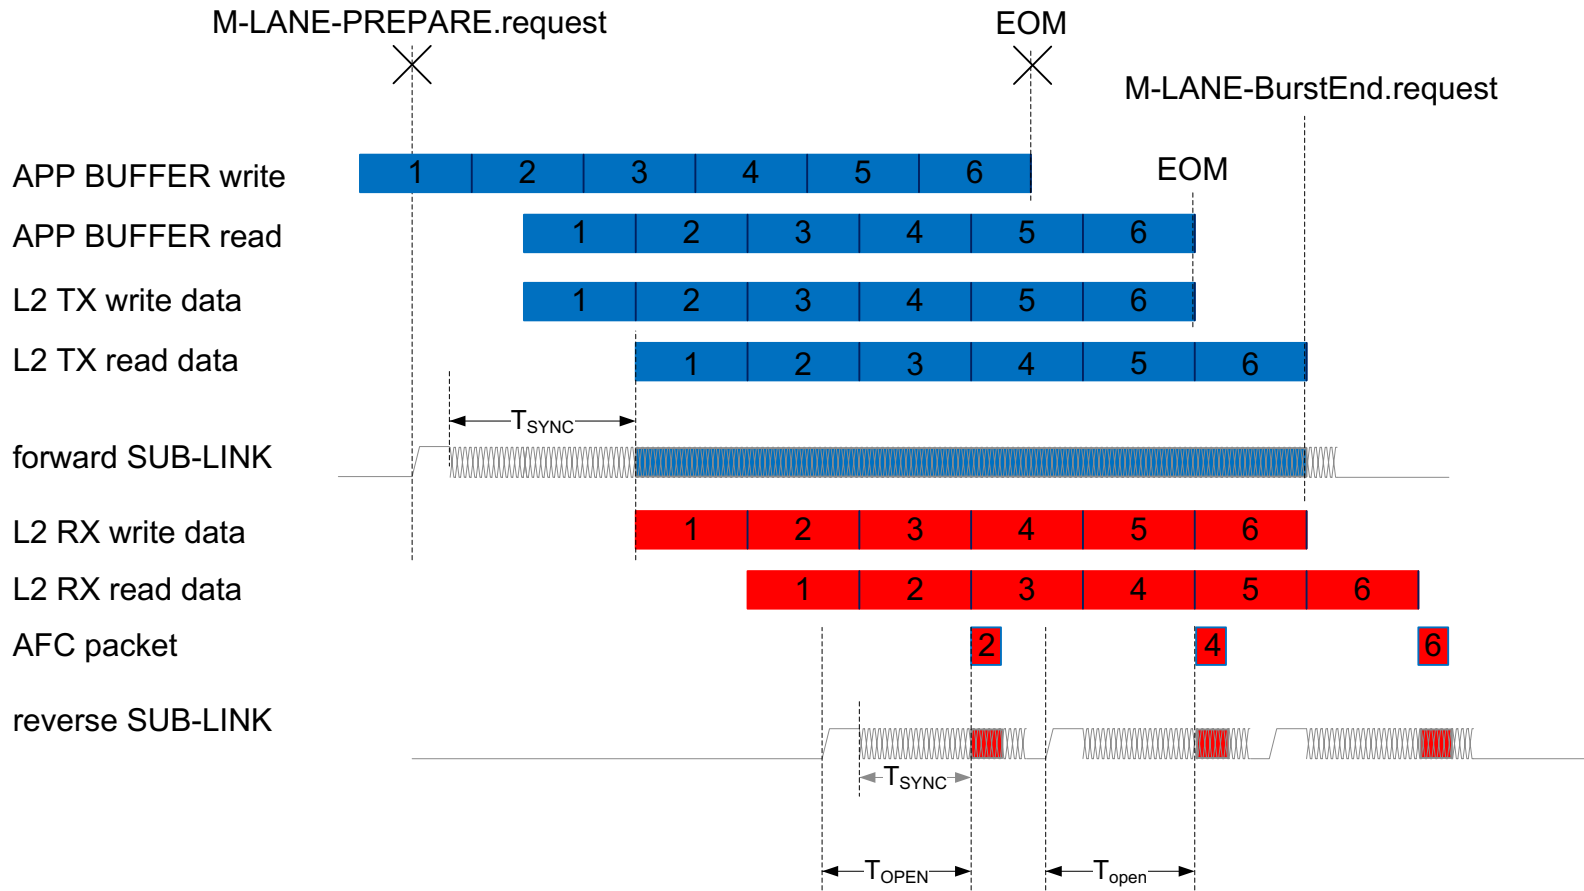 M-LANE-PREPARE.request EOM
M-LANE-BurstEnd.request
APP BUFFER write 1 2 3 4 5 6 EOM
APP BUFFER read 1 2 3 4 5 6
L2 TX write data 1 2 3 4 5 6
L2 TX read data 1 2 3 4 5 6
TSYNC
forward SUB-LINK
L2 RX write data 1 2 3 4 5 6
L2 RX read data 1 2 3 4 5 6
AFC packet 2 4 6
reverse SUB-LINK
TSYNC
TOPEN Topen